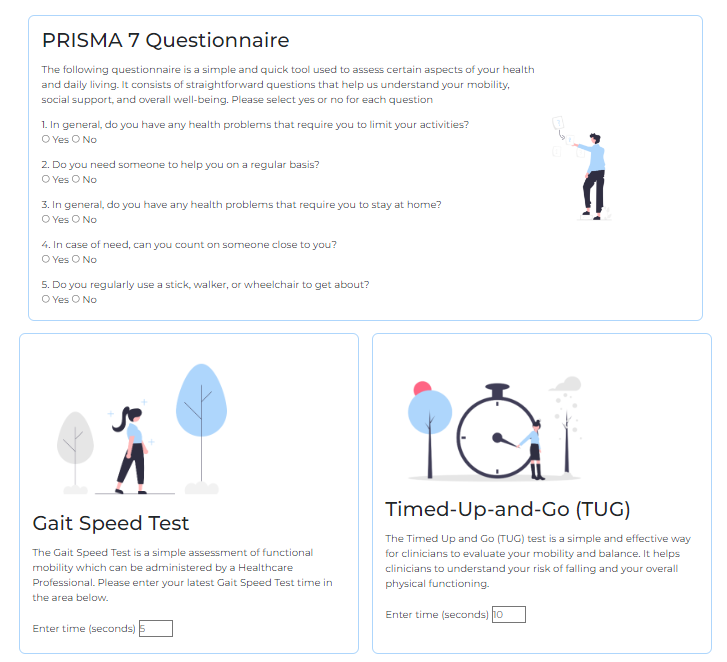 PRISMA 7 Questionnaire
The following questionnaire is a simple and quick tool used to assess certain aspects of your health
and daily living. It consists of straightforward questions that help us understand your mobility,
social support, and overall well-being. Please select yes or no for each question
1. In general, do you have any health problems that require you to limit your activities?
Yes No
2. Do you need someone to help you on a regular basis?
Yes No
3. In general, do you have any health problems that require you to stay at home?
Yes No
4. In case of need, can you count on someone close to you?
Yes No
5. Do you regularly use a stick, walker, or wheelchair to get about?
Yes No
Gait Speed Test
The Gait Speed Test is a simple assessment of functional
mobility which can be administered by a Healthcare
Professional. Please enter your latest Gait Speed Test time in
the area below.
Enter time (seconds) 5
Timed-Up-and-Go (TUG)
The Timed Up and Go (TUG) test is a simple and effective way
for clinicians to evaluate your mobility and balance. It helps
clinicians to understand your risk of falling and your overall
physical functioning.
Enter time (seconds) 10